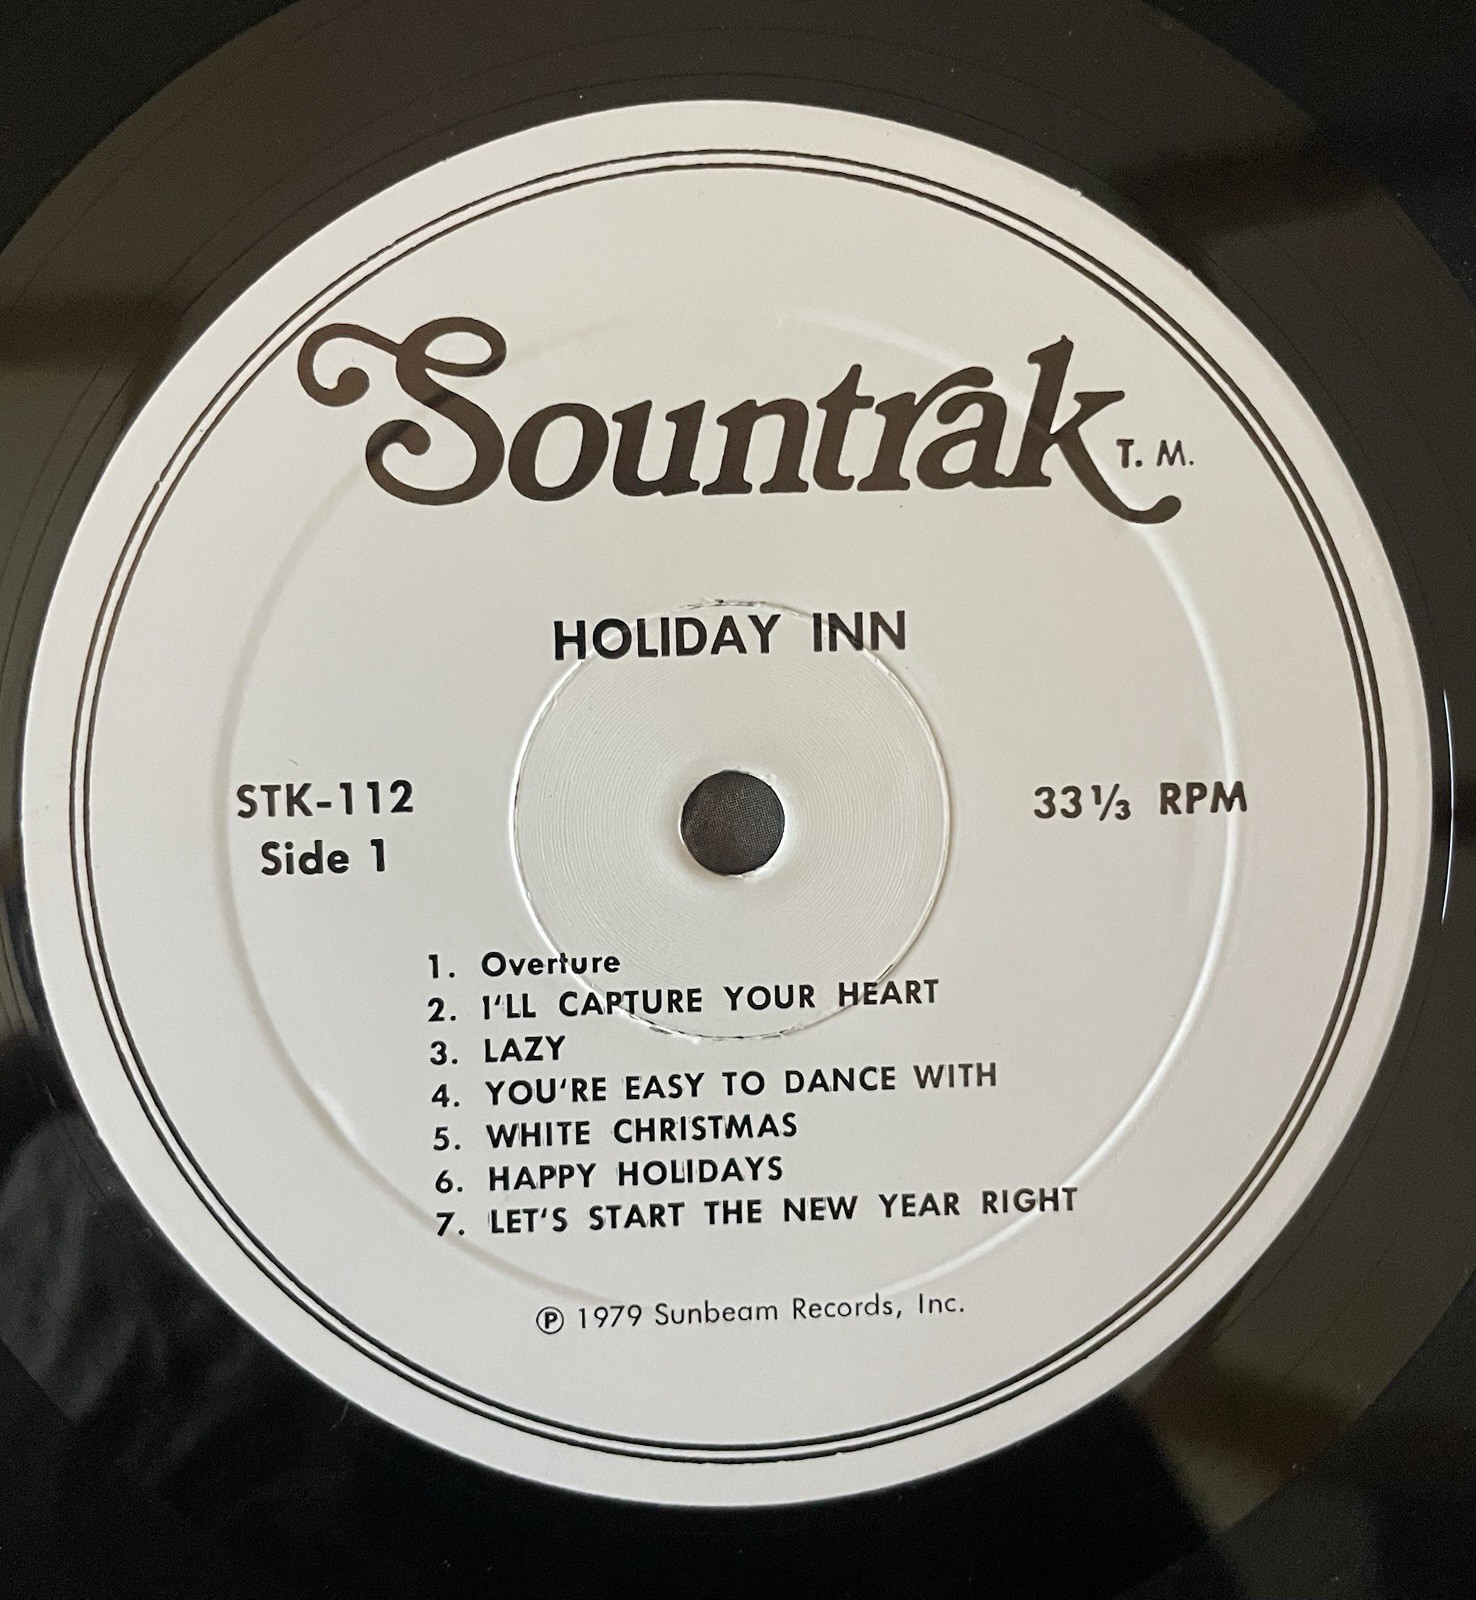 Sountrak T. M.
HOLIDAY INN
STK-112
Side 1
33 1/3 RPM
1. Overture
2. I'LL CAPTURE YOUR HEART
3. LAZY
4. YOU'RE EASY TO DANCE WITH
5. WHITE CHRISTMAS
6. HAPPY HOLIDAYS
7. LET'S START THE NEW YEAR RIGHT
℗ 1979 Sunbeam Records, Inc.